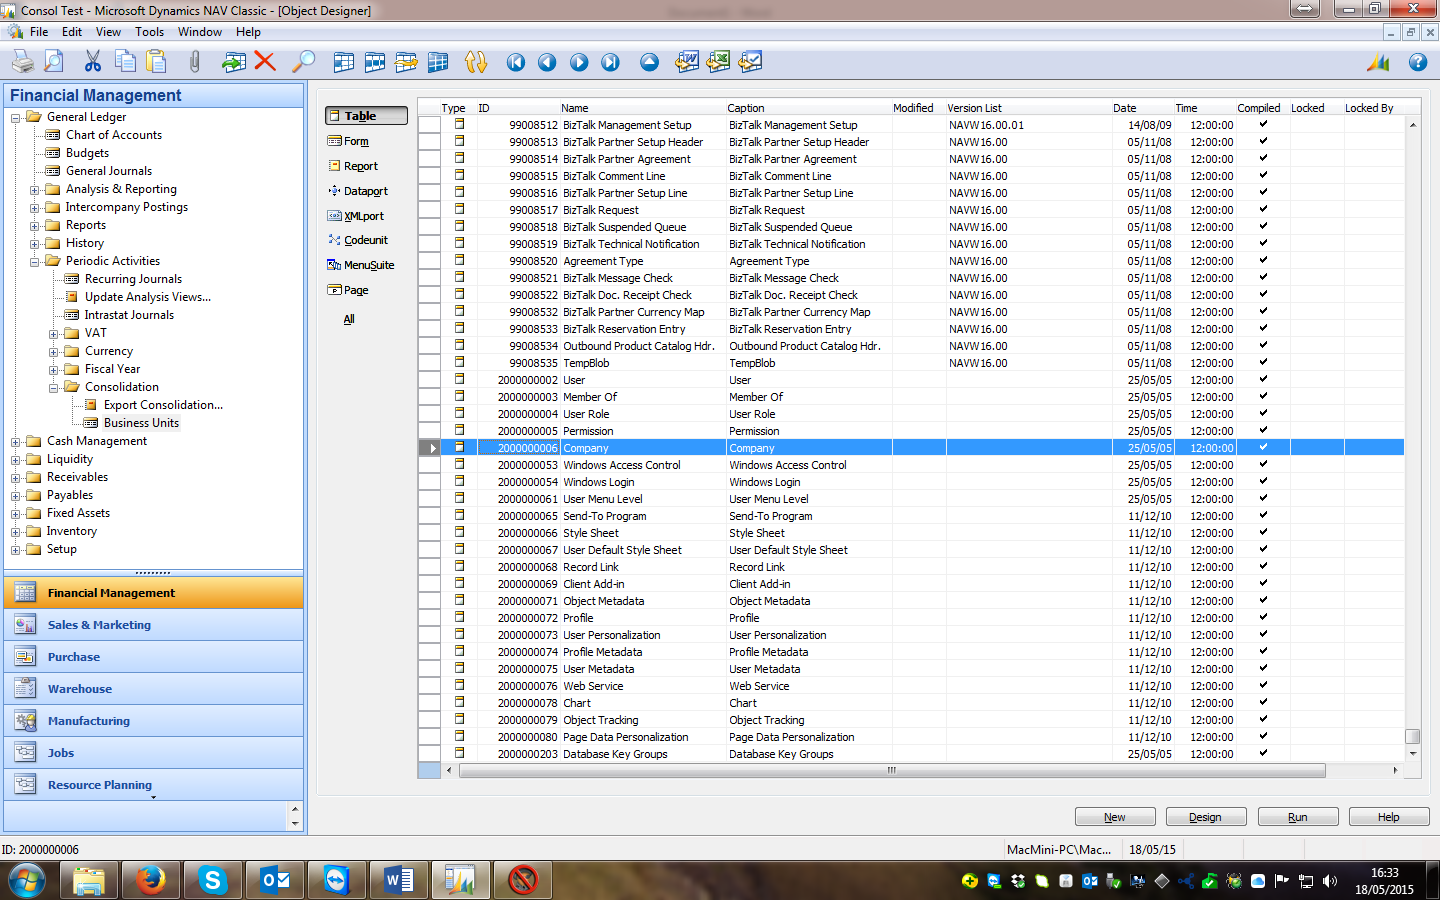 Consol Test - Microsoft Dynamics NAV Classic - [Object Designer]
File Edit View Tools Window Help
Financial Management
General Ledger
Chart of Accounts
Budgets
General Journals
Analysis & Reporting
Intercompany Postings
Reports
History
Periodic Activities
Recurring Journals
Update Analysis Views...
Intrastat Journals
VAT
Currency
Fiscal Year
Consolidation
Export Consolidation...
Business Units
Cash Management
Liquidity
Receivables
Payables
Fixed Assets
Inventory
Setup
Financial Management
Sales & Marketing
Purchase
Warehouse
Manufacturing
Jobs
Resource Planning
Table
Form
Report
Dataport
XMLport
Codeunit
MenuSuite
Page
All
Type ID Name Caption Modified Version List Date Time Compiled Locked Locked By
99008512 BizTalk Management Setup BizTalk Management Setup NAVW16.00.01 14/08/09 12:00:00
99008513 BizTalk Partner Setup Header BizTalk Partner Setup Header NAVW16.00 05/11/08 12:00:00
99008514 BizTalk Partner Agreement BizTalk Partner Agreement NAVW16.00 05/11/08 12:00:00
99008515 BizTalk Comment Line BizTalk Comment Line NAVW16.00 05/11/08 12:00:00
99008516 BizTalk Partner Setup Line BizTalk Partner Setup Line NAVW16.00 05/11/08 12:00:00
99008517 BizTalk Request BizTalk Request NAVW16.00 05/11/08 12:00:00
99008518 BizTalk Suspended Queue BizTalk Suspended Queue NAVW16.00 05/11/08 12:00:00
99008519 BizTalk Technical Notification BizTalk Technical Notification NAVW16.00 05/11/08 12:00:00
99008520 Agreement Type Agreement Type NAVW16.00 05/11/08 12:00:00
99008521 BizTalk Message Check BizTalk Message Check NAVW16.00 05/11/08 12:00:00
99008522 BizTalk Doc. Receipt Check BizTalk Doc. Receipt Check NAVW16.00 05/11/08 12:00:00
99008532 BizTalk Partner Currency Map BizTalk Partner Currency Map NAVW16.00 05/11/08 12:00:00
99008533 BizTalk Reservation Entry BizTalk Reservation Entry NAVW16.00 05/11/08 12:00:00
99008534 Outbound Product Catalog Hdr. Outbound Product Catalog Hdr. NAVW16.00 05/11/08 12:00:00
99008535 TempBlob TempBlob NAVW16.00 05/11/08 12:00:00
2000000002 User User 25/05/05 12:00:00
2000000003 Member Of Member Of 25/05/05 12:00:00
2000000004 User Role User Role 25/05/05 12:00:00
2000000005 Permission Permission 25/05/05 12:00:00
2000000006 Company Company 25/05/05 12:00:00
2000000053 Windows Access Control Windows Access Control 25/05/05 12:00:00
2000000054 Windows Login Windows Login 25/05/05 12:00:00
2000000061 User Menu Level User Menu Level 25/05/05 12:00:00
2000000065 Send-To Program Send-To Program 11/12/10 12:00:00
2000000066 Style Sheet Style Sheet 11/12/10 12:00:00
2000000067 User Default Style Sheet User Default Style Sheet 11/12/10 12:00:00
2000000068 Record Link Record Link 11/12/10 12:00:00
2000000069 Client Add-in Client Add-in 11/12/10 12:00:00
2000000071 Object Metadata Object Metadata 11/12/10 12:00:00
2000000072 Profile Profile 11/12/10 12:00:00
2000000073 User Personalization User Personalization 11/12/10 12:00:00
2000000074 Profile Metadata Profile Metadata 11/12/10 12:00:00
2000000075 User Metadata User Metadata 11/12/10 12:00:00
2000000076 Web Service Web Service 11/12/10 12:00:00
2000000078 Chart Chart 11/12/10 12:00:00
2000000079 Object Tracking Object Tracking 11/12/10 12:00:00
2000000080 Page Data Personalization Page Data Personalization 11/12/10 12:00:00
2000000203 Database Key Groups Database Key Groups 25/05/05 12:00:00
New Design Run Help
ID: 2000000006 MacMini-PC\Mac... 18/05/15
16:33
18/05/2015